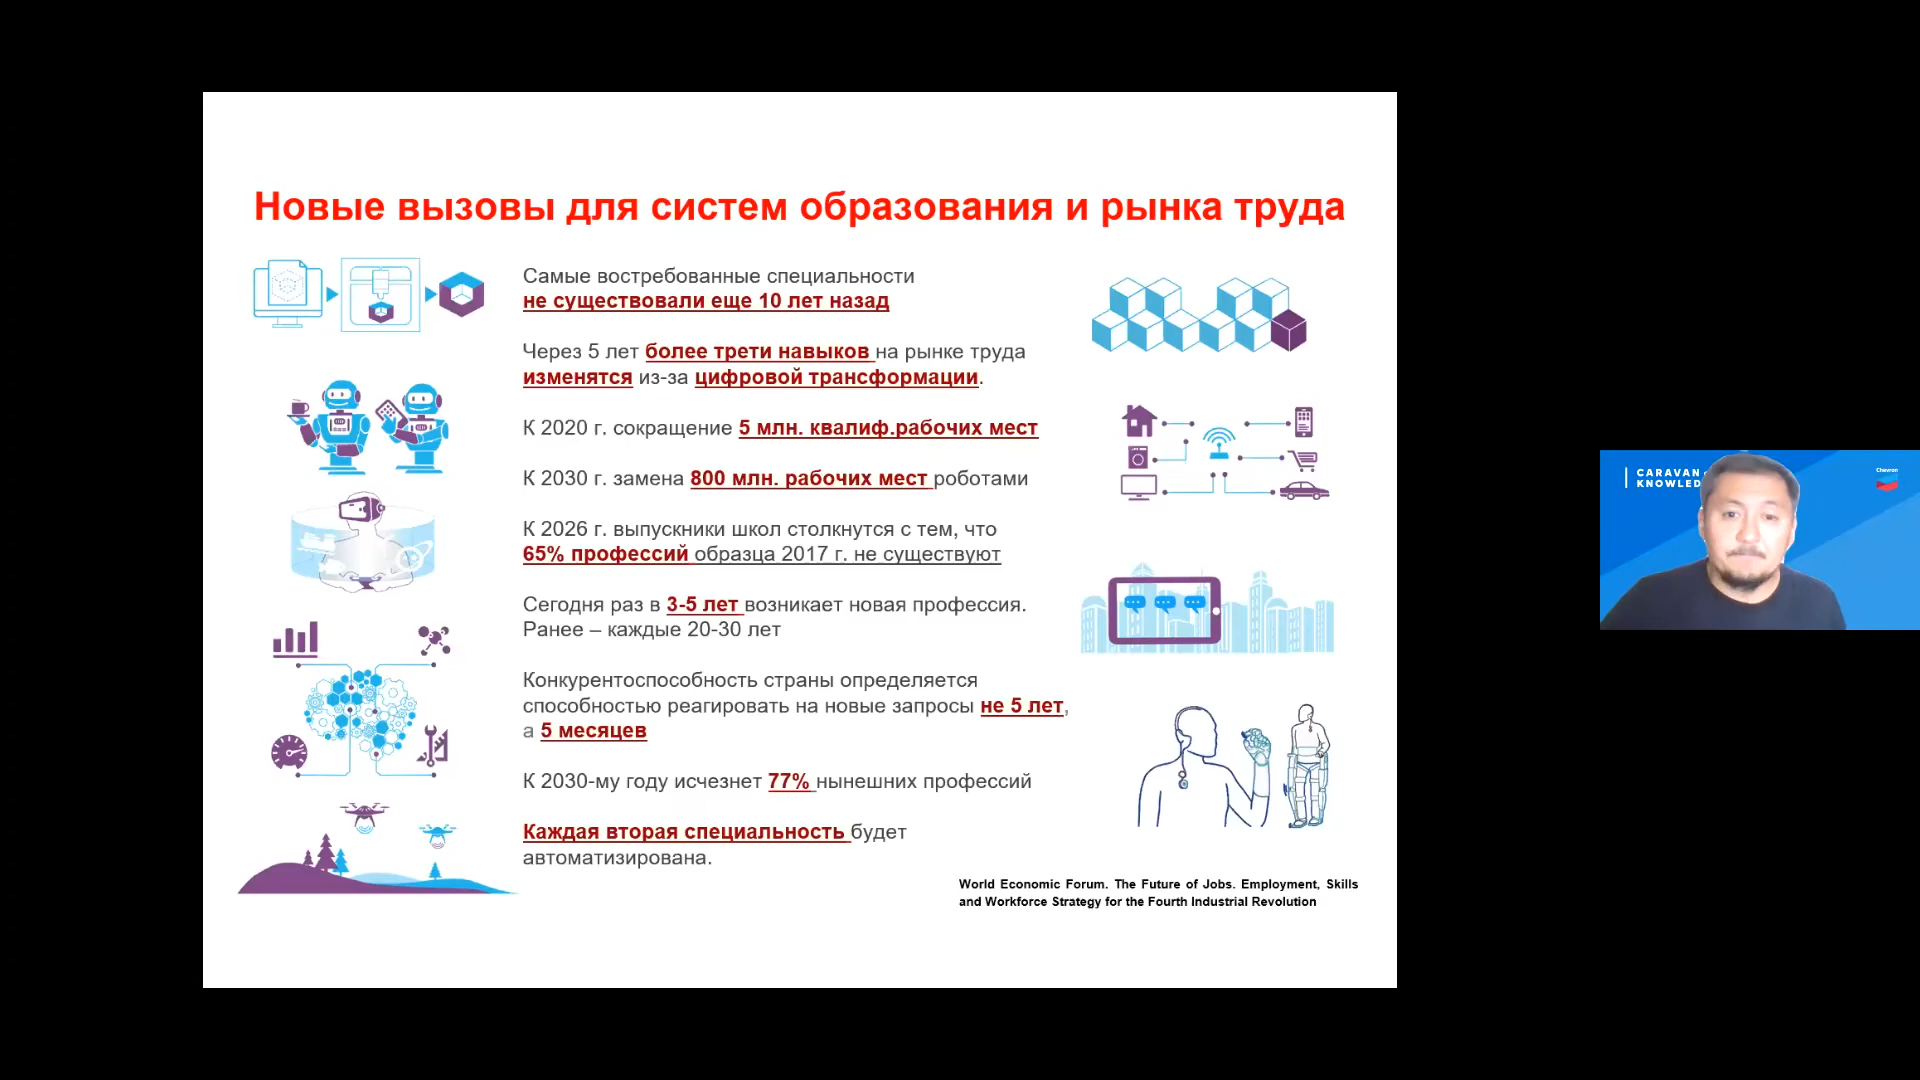 Новые вызовы для систем образования и рынка труда
Самые востребованные специальности
не существовали еще 10 лет назад
Через 5 лет более трети навыков на рынке труда
изменятся из-за цифровой трансформации.
К 2020 г. сокращение 5 млн. квалиф.рабочих мест
К 2030 г. замена 800 млн. рабочих мест роботами
К 2026 г. выпускники школ столкнутся с тем, что
65% профессий образца 2017 г. не существуют
Сегодня раз в 3-5 лет возникает новая профессия.
Ранее – каждые 20-30 лет
Конкурентоспособность страны определяется
способностью реагировать на новые запросы не 5 лет,
а 5 месяцев
К 2030-му году исчезнет 77% нынешних профессий
Каждая вторая специальность будет
автоматизирована.
World Economic Forum. The Future of Jobs. Employment, Skills
and Workforce Strategy for the Fourth Industrial Revolution
CARAVAN
KNOWLED
Chevron